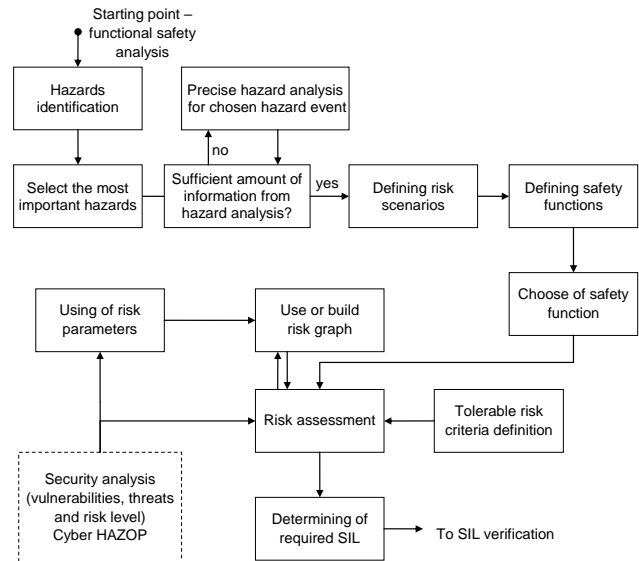 Starting point –
functional safety
analysis
Hazards
identification
Precise hazard analysis
for chosen hazard event
no
Select the most
important hazards
Sufficient amount of
information from
hazard analysis?
yes
Defining risk
scenarios
Defining safety
functions
Choose of safety
function
Using of risk
parameters
Use or build
risk graph
Risk assessment
Tolerable risk
criteria definition
Security analysis
(vulnerabilities, threats
and risk level)
Cyber HAZOP
Determining of
required SIL
To SIL verification